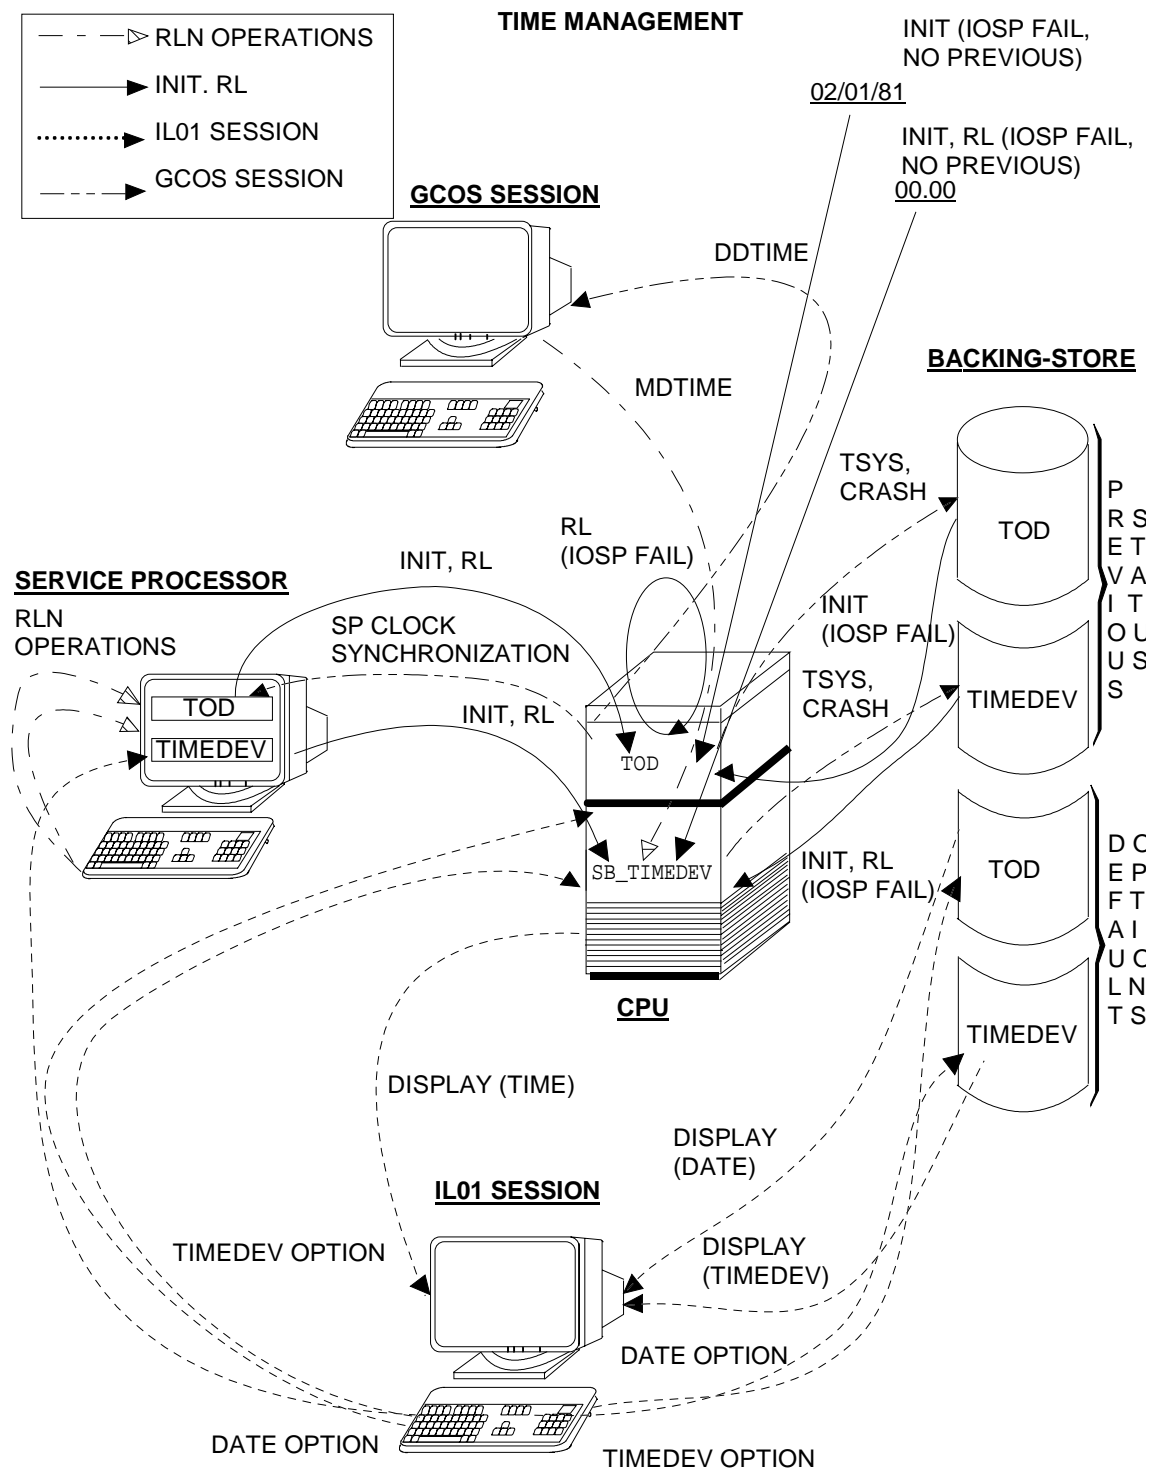 TIME MANAGEMENT
RLN OPERATIONS
INIT. RL
IL01 SESSION
GCOS SESSION
INIT (IOSP FAIL,
NO PREVIOUS)
02/01/81
INIT, RL (IOSP FAIL,
NO PREVIOUS)
00.00
GCOS SESSION
DDTIME
MDTIME
BACKING-STORE
TSYS,
CRASH
TOD
PREVIOUS
STATUS
RL
(IOSP FAIL)
INIT, RL
SERVICE PROCESSOR
RLN
OPERATIONS
SP CLOCK
SYNCHRONIZATION
INIT
(IOSP FAIL)
TSYS,
CRASH
TIMEDEV
TOD
TIMEDEV
INIT, RL
TOD
SB_TIMEDEV
INIT, RL
(IOSP FAIL)
TOD
DEFAULT
OPTIONS
CPU
TIMEDEV
DISPLAY (TIME)
DISPLAY
(DATE)
IL01 SESSION
TIMEDEV OPTION
DISPLAY
(TIMEDEV)
DATE OPTION
DATE OPTION
TIMEDEV OPTION